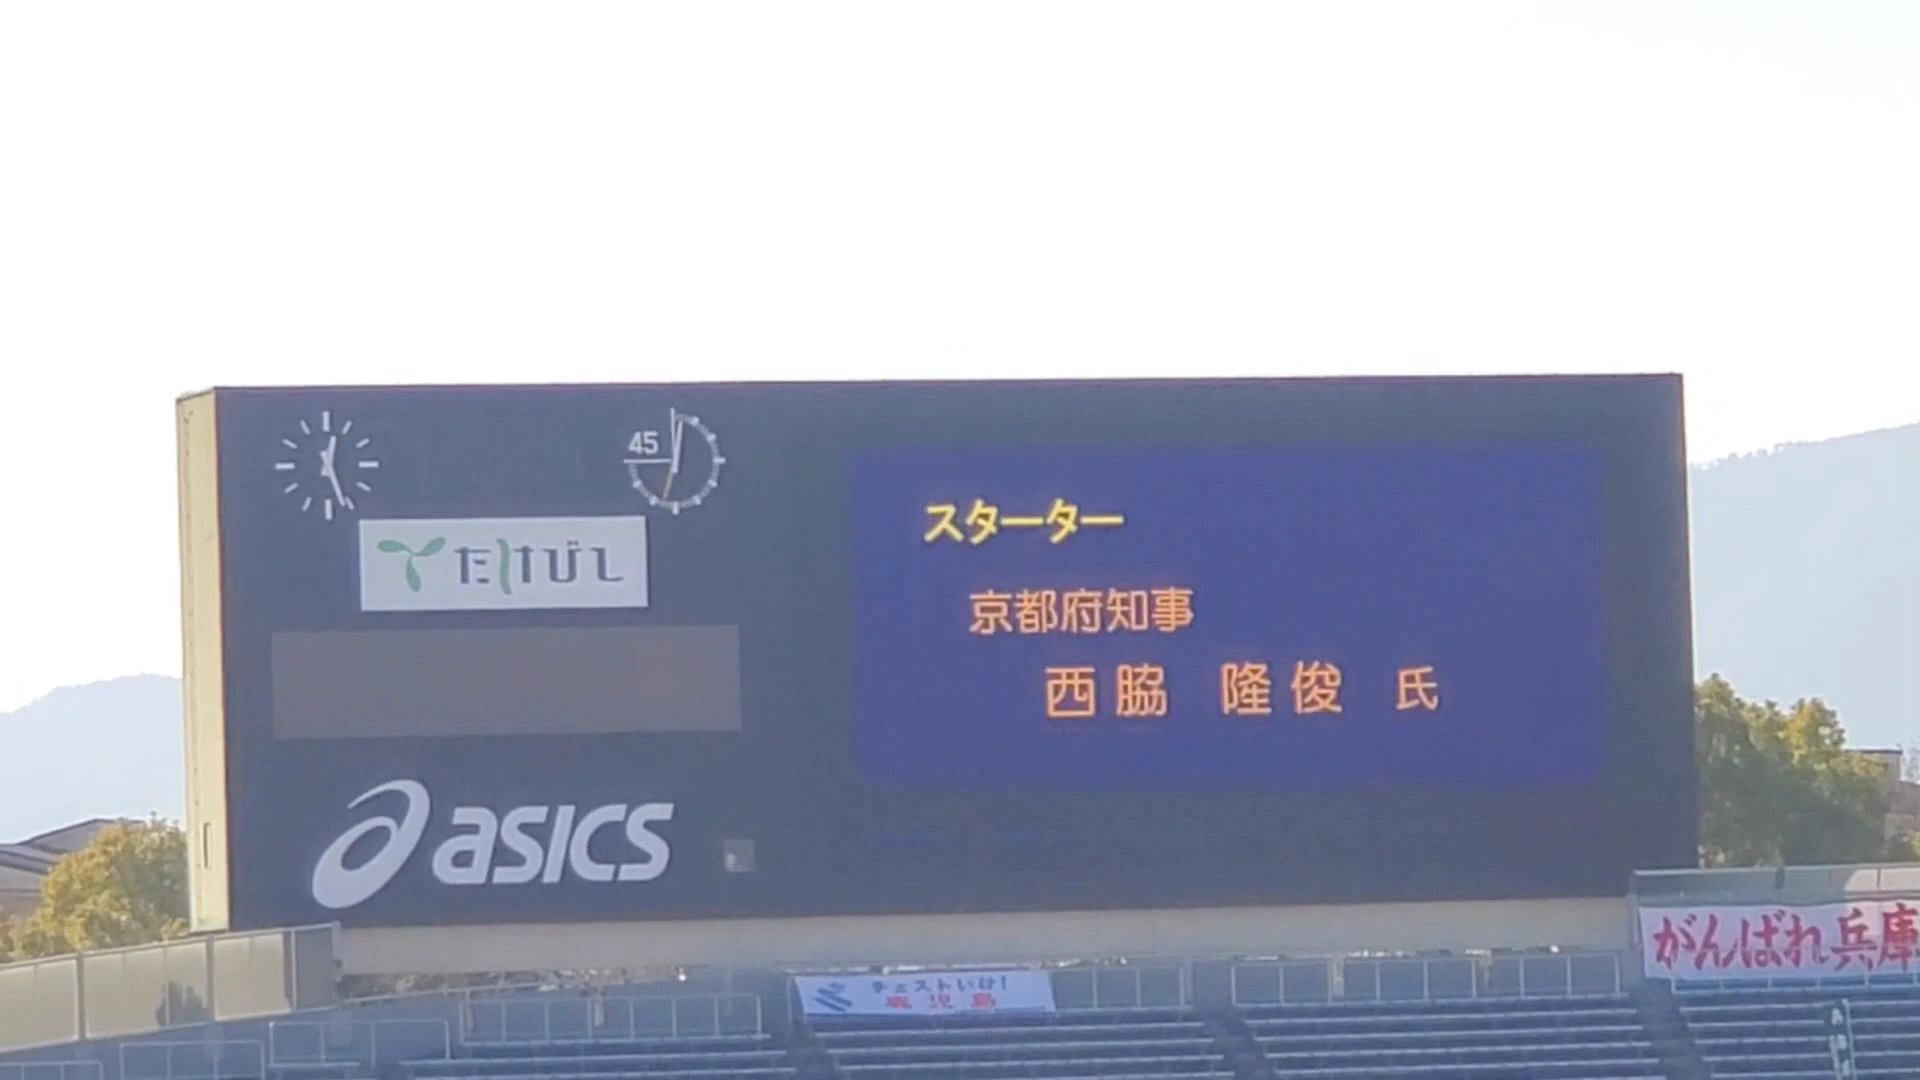 45
たけびし
asics
スターター
京都府知事
西脇 隆俊 氏
がんばれ兵庫
チェストいけ!
鹿児島